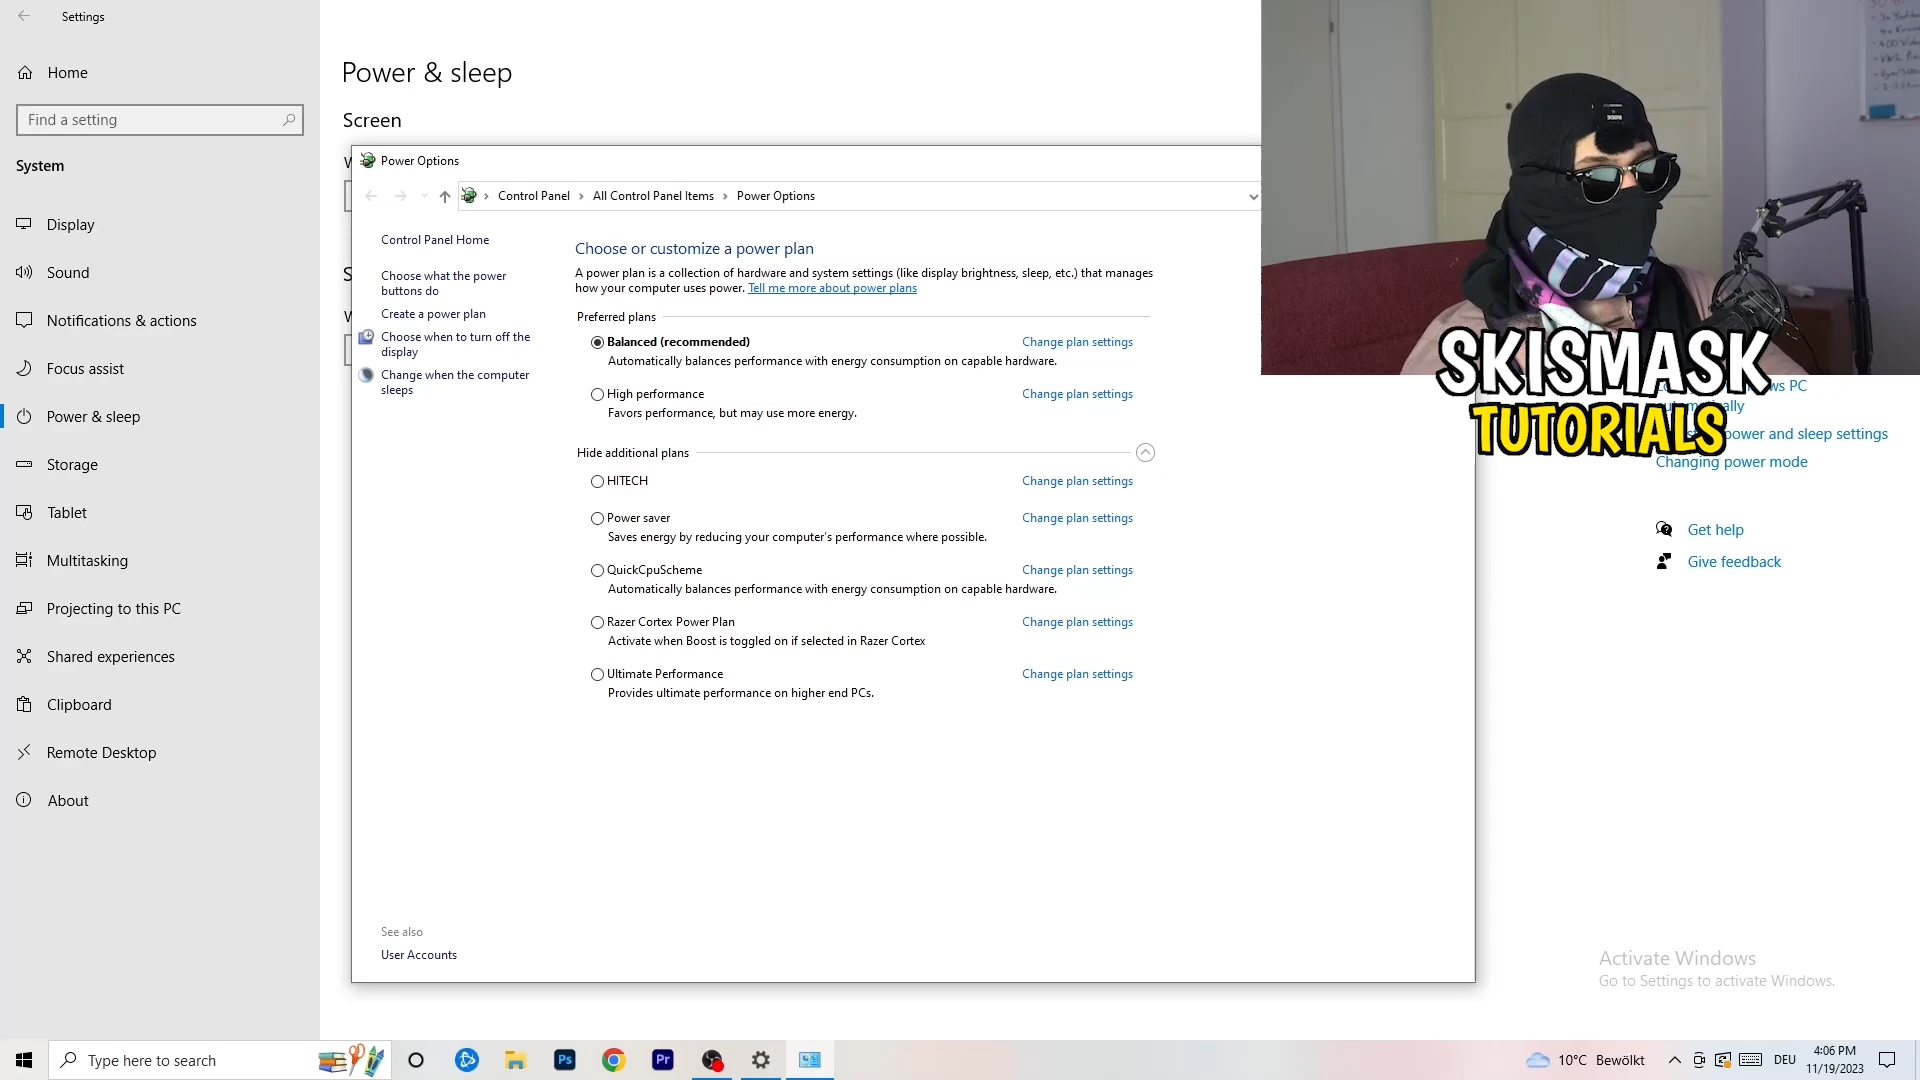 Settings
Home
Find a setting
System
Display
Sound
Notifications & actions
Focus assist
Power & sleep
Storage
Tablet
Multitasking
Projecting to this PC
Shared experiences
Clipboard
Remote Desktop
About
Power & sleep
Screen
Power Options
Control Panel
All Control Panel Items
Power Options
Control Panel Home
Choose what the power
buttons do
Create a power plan
Choose when to turn off the
display
Change when the computer
sleeps
See also
User Accounts
Choose or customize a power plan
A power plan is a collection of hardware and system settings (like display brightness, sleep, etc.) that manages
how your computer uses power. Tell me more about power plans
Preferred plans
Balanced (recommended) Change plan settings
Automatically balances performance with energy consumption on capable hardware.
High performance Change plan settings
Favors performance, but may use more energy.
Hide additional plans
HITECH Change plan settings
Power saver Change plan settings
Saves energy by reducing your computer's performance where possible.
QuickCpuScheme Change plan settings
Automatically balances performance with energy consumption on capable hardware.
Razer Cortex Power Plan Change plan settings
Activate when Boost is toggled on if selected in Razer Cortex
Ultimate Performance Change plan settings
Provides ultimate performance on higher end PCs.
SKISMASK
TUTORIALS
PC
power and sleep settings
Changing power mode
Get help
Give feedback
Activate Windows
Go to Settings to activate Windows.
Type here to search
Ps
Pr
10°C Bewölkt
DEU
4:06 PM
11/19/2023